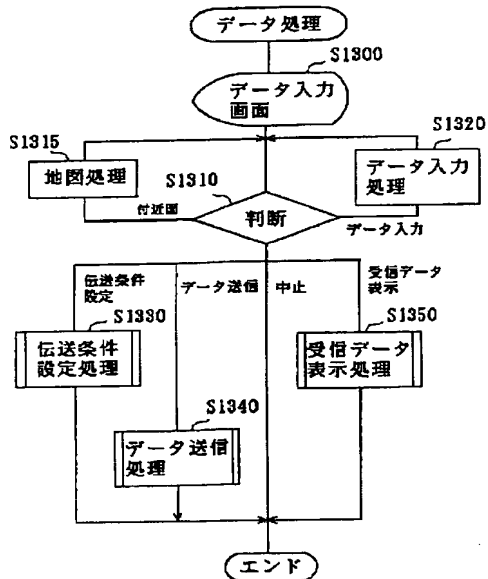 データ処理
S1300
データ入力
画面
S1315
地図処理
S1310
S1320
データ入力
処理
付近図
判断
データ入力
伝送条件
設定
データ送信
中止
受信データ
表示
S1330
伝送条件
設定処理
S1350
受信データ
表示処理
S1340
データ送信
処理
エンド